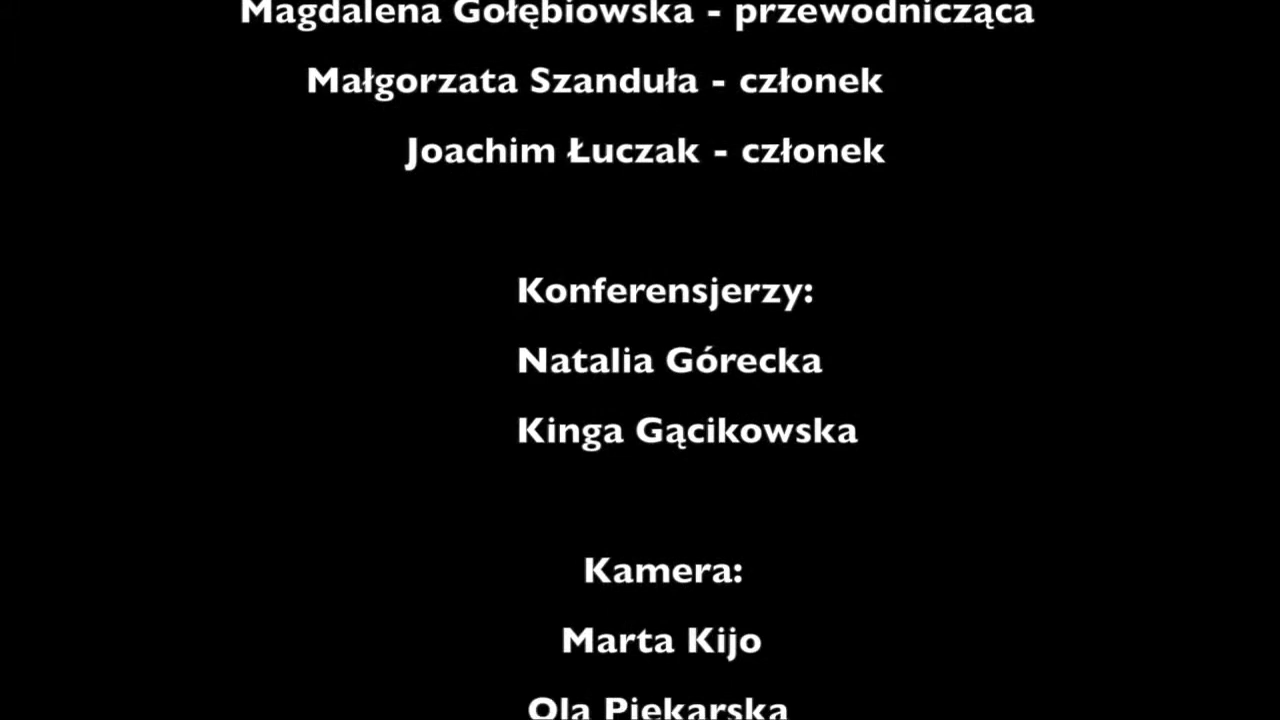 Magdalena Gołębiowska - przewodnicząca
Małgorzata Szanduła - członek
Joachim Łuczak - członek
Konferensjerzy:
Natalia Górecka
Kinga Gącikowska
Kamera:
Marta Kijo
Ola Piekarska